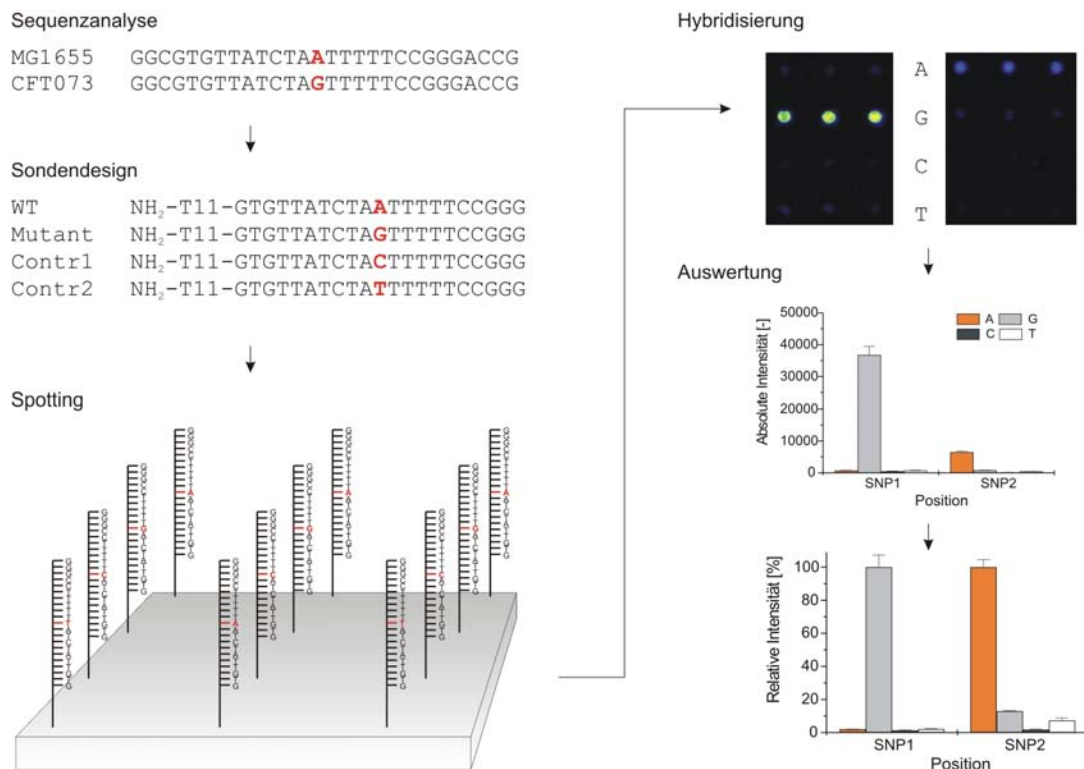 Sequenzanalyse
MG1655 GGCGTGTTATCTAATTTTTCCGGGACCG
CFT073 GGCGTGTTATCTAGTTTTTCCGGGACCG
Sondendesign
WT NH2-T11-GTGTTATCTAATTTTTCCGGG
Mutant NH2-T11-GTGTTATCTAGTTTTTCCGGG
Contr1 NH2-T11-GTGTTATCTACTTTTTCCGGG
Contr2 NH2-T11-GTGTTATCTATTTTTTCCGGG
Spotting
Hybridisierung
A
G
C
T
Auswertung
Absolute Intensität [-]
50000
40000
30000
20000
10000
0
A G
C T
SNP1 SNP2
Position
Relative Intensität [%]
100
80
60
40
20
0
SNP1 SNP2
Position